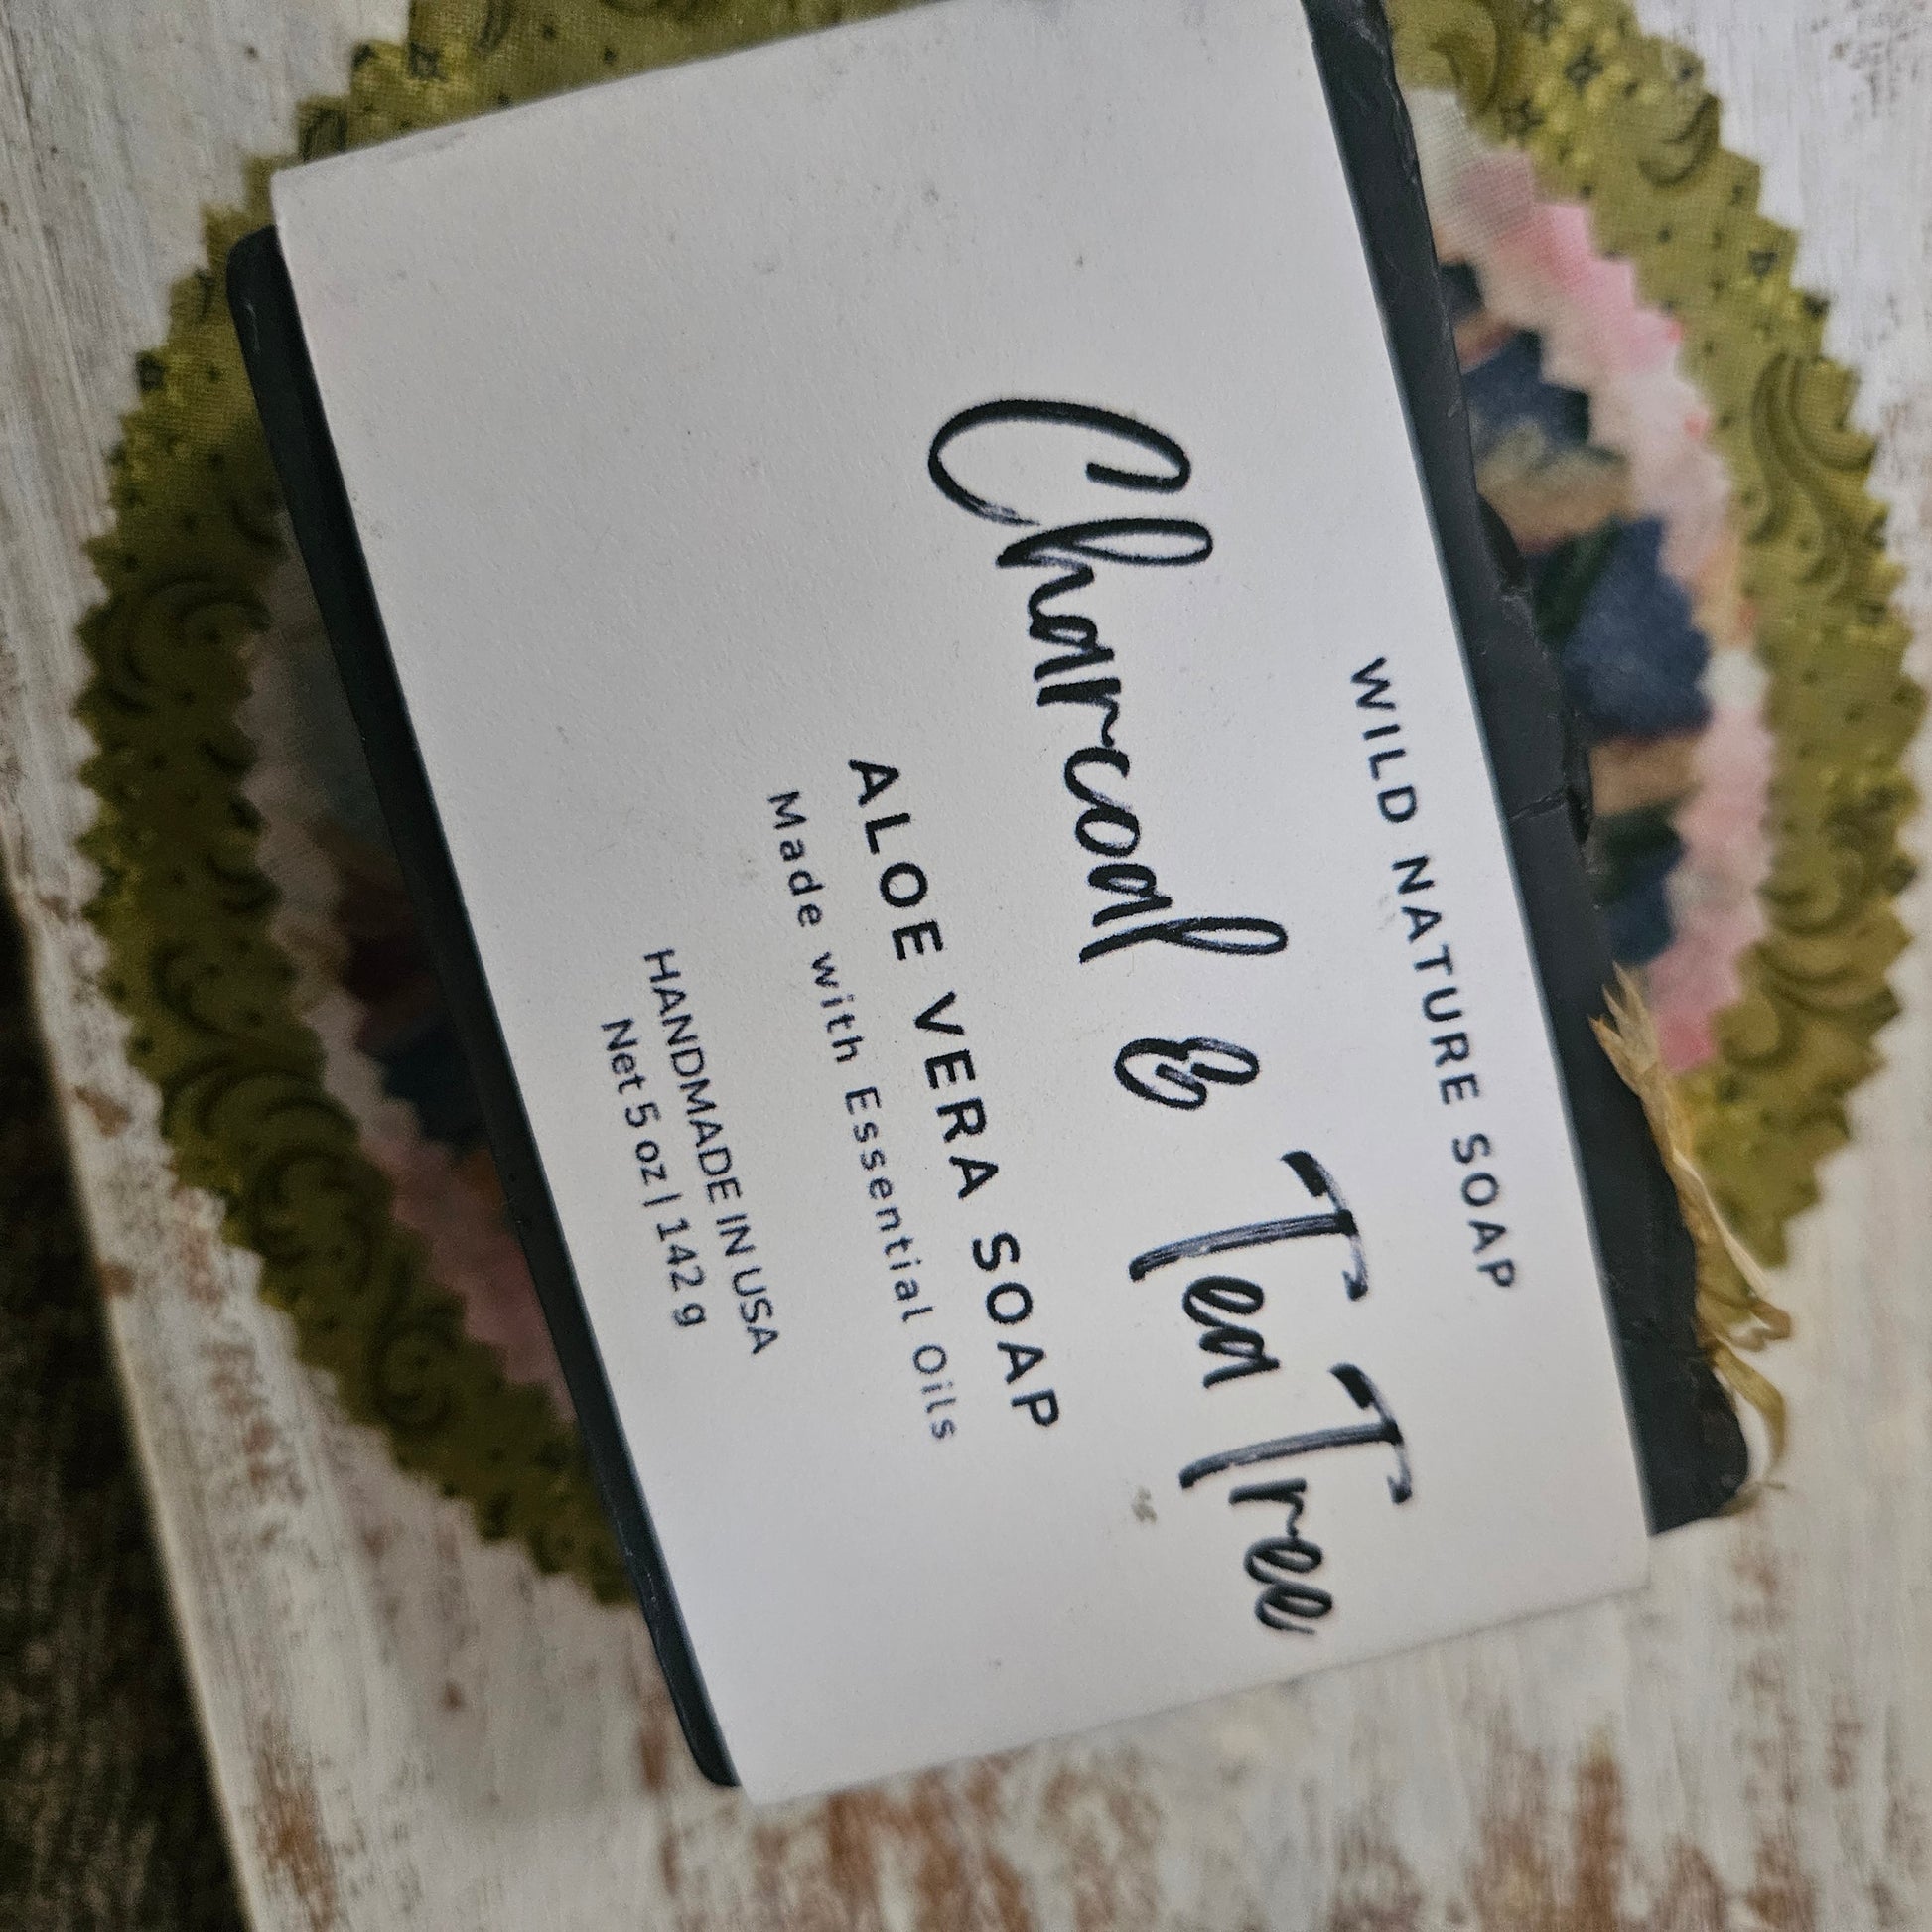 WILD NATURE SOAP
Charcoal & Tea Tree
ALOE VERA SOAP
Made with Essential Oils
HANDMADE IN USA
Net 5 oz | 142 g